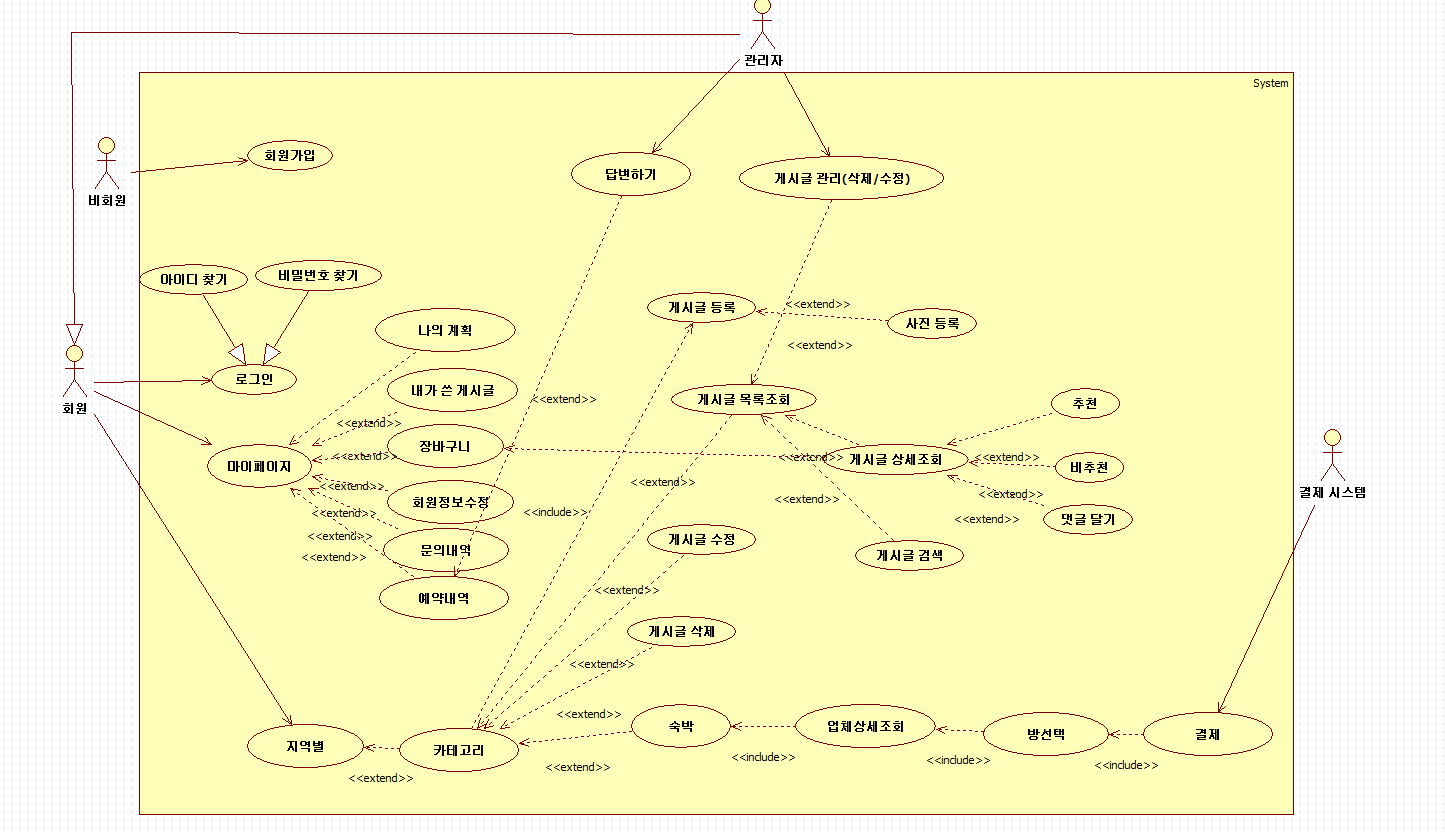 관리자
System
비회원
회원가입
답변하기
게시글 관리(삭제/수정)
아이디 찾기
비밀번호 찾기
나의 계획
게시글 등록
<<extend>>
사진 등록
<<extend>>
로그인
회원
내가 쓴 게시글
<<extend>>
게시글 목록조회
추천
<<extend>>
장바구니
<<extend>>
<<extend>>
게시글 상세조회
<<extend>>
비추천
마이페이지
<<extend>>
<<extend>>
<<extend>>
결제 시스템
회원정보수정
<<extend>>
<<extend>>
<<include>>
<<extend>>
댓글 달기
<<extend>>
게시글 수정
문의내역
<<extend>>
게시글 검색
예약내역
<<extend>>
게시글 삭제
<<extend>>
<<extend>>
지역별
카테고리
숙박
업체상세조회
방선택
결제
<<extend>>
<<extend>>
<<include>>
<<include>>
<<include>>